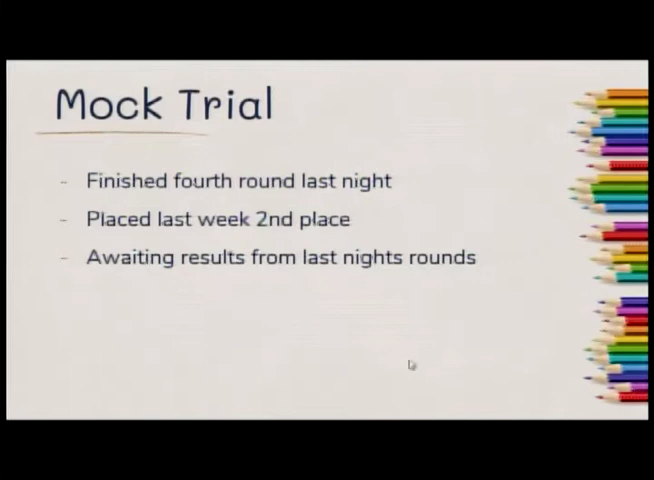 Mock Trial
- Finished fourth round last night
- Placed last week 2nd place
- Awaiting results from last nights rounds